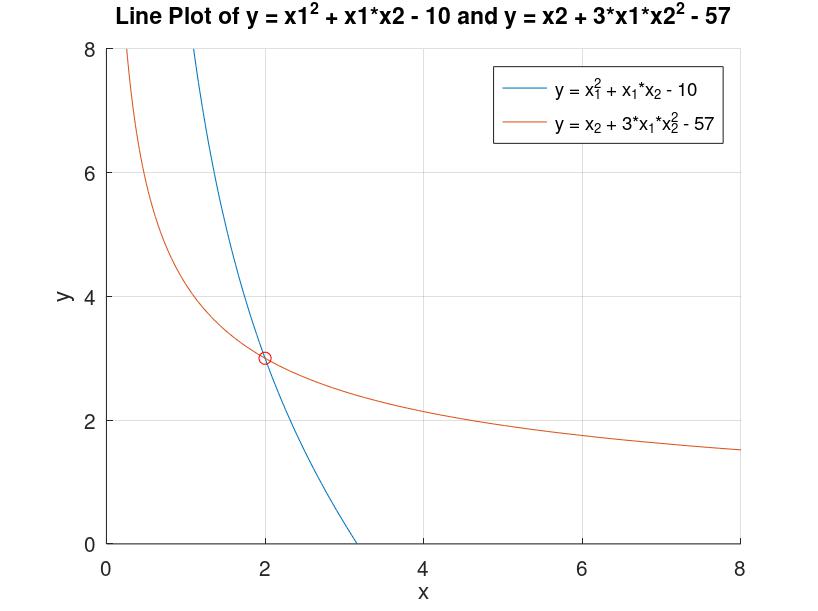 Line Plot of y = x1² + x1*x2 - 10 and y = x2 + 3*x1*x2² - 57
8
y = x₁² + x₁*x₂ - 10
y = x₂ + 3*x₁*x₂² - 57
6
y
4
2
0
0 2 4 6 8
x